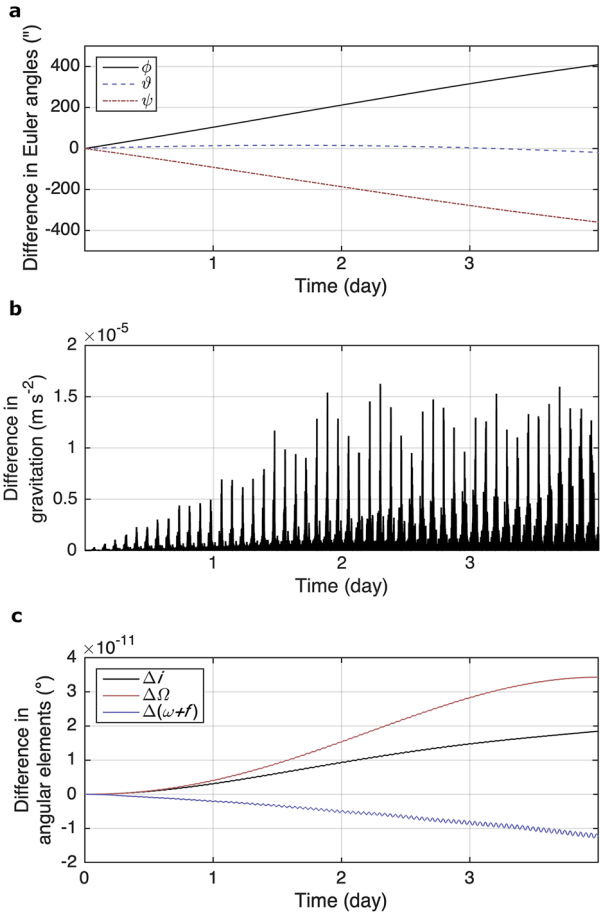 a
Difference in Euler angles (")
400
200
0
-200
-400
ϕ
ϑ
ψ
1
2
3
Time (day)
b
×10-5
Difference in
gravitation (m s-2)
2
1.5
1
0.5
0
1
2
3
Time (day)
c
×10-11
Difference in
angular elements (°)
4
3
2
1
0
-1
-2
Δi
ΔΩ
Δ(ω+f)
0
1
2
3
Time (day)